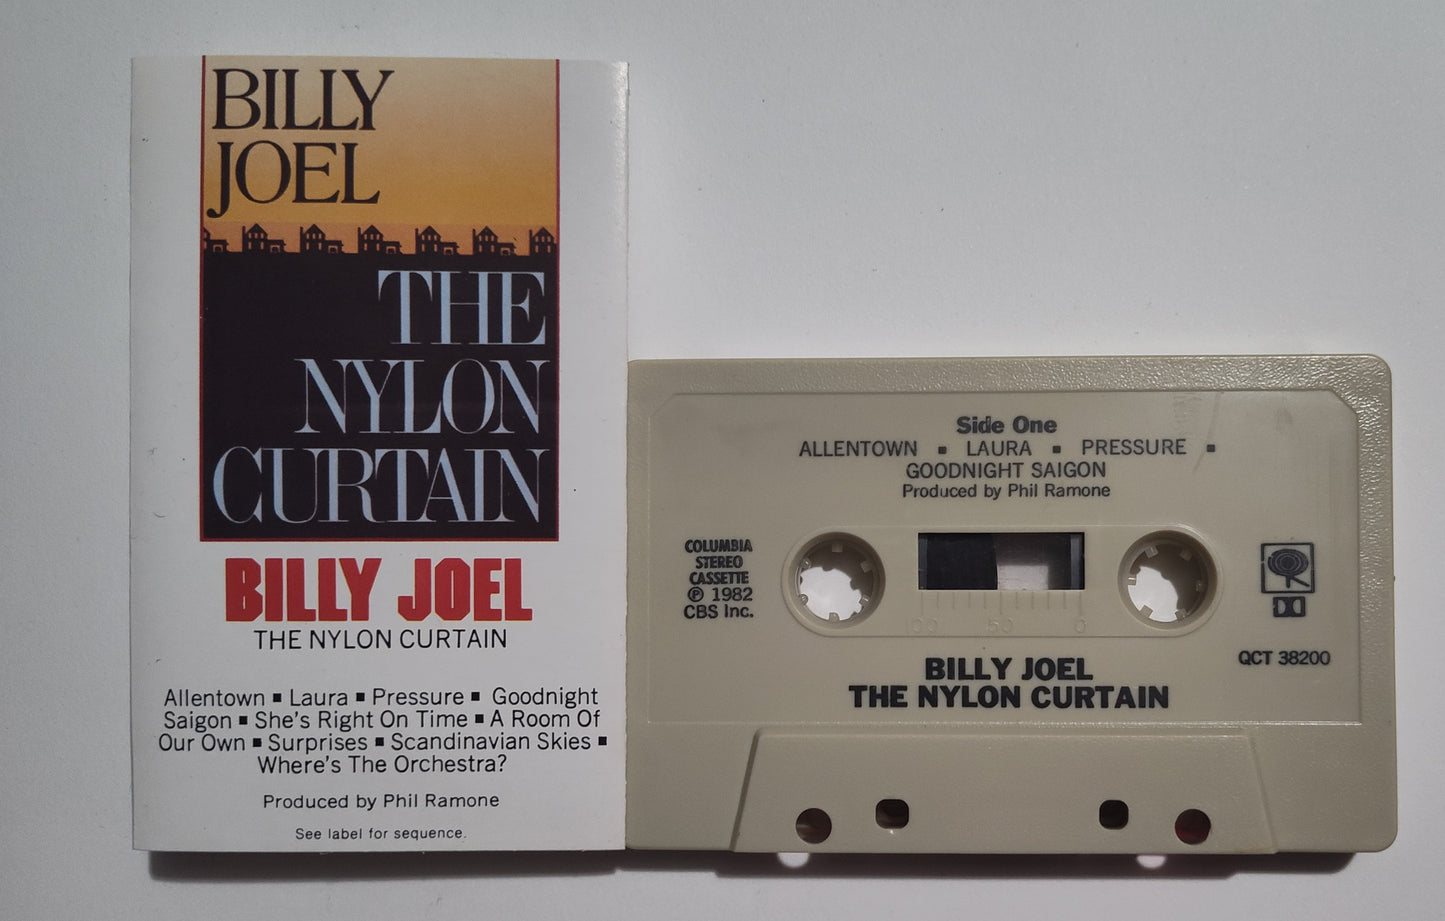 BILLY
JOEL
THE
NYLON
CURTAIN
BILLY JOEL
THE NYLON CURTAIN
Allentown ▪ Laura ▪ Pressure ▪ Goodnight
Saigon ▪ She's Right On Time ▪ A Room Of
Our Own ▪ Surprises ▪ Scandinavian Skies ▪
Where's The Orchestra?
Produced by Phil Ramone
See label for sequence.
Side One
ALLENTOWN ▪ LAURA ▪ PRESSURE ▪
GOODNIGHT SAIGON
Produced by Phil Ramone
COLUMBIA
STEREO
CASSETTE
℗ 1982
CBS Inc.
100 50 0
QCT 38200
BILLY JOEL
THE NYLON CURTAIN